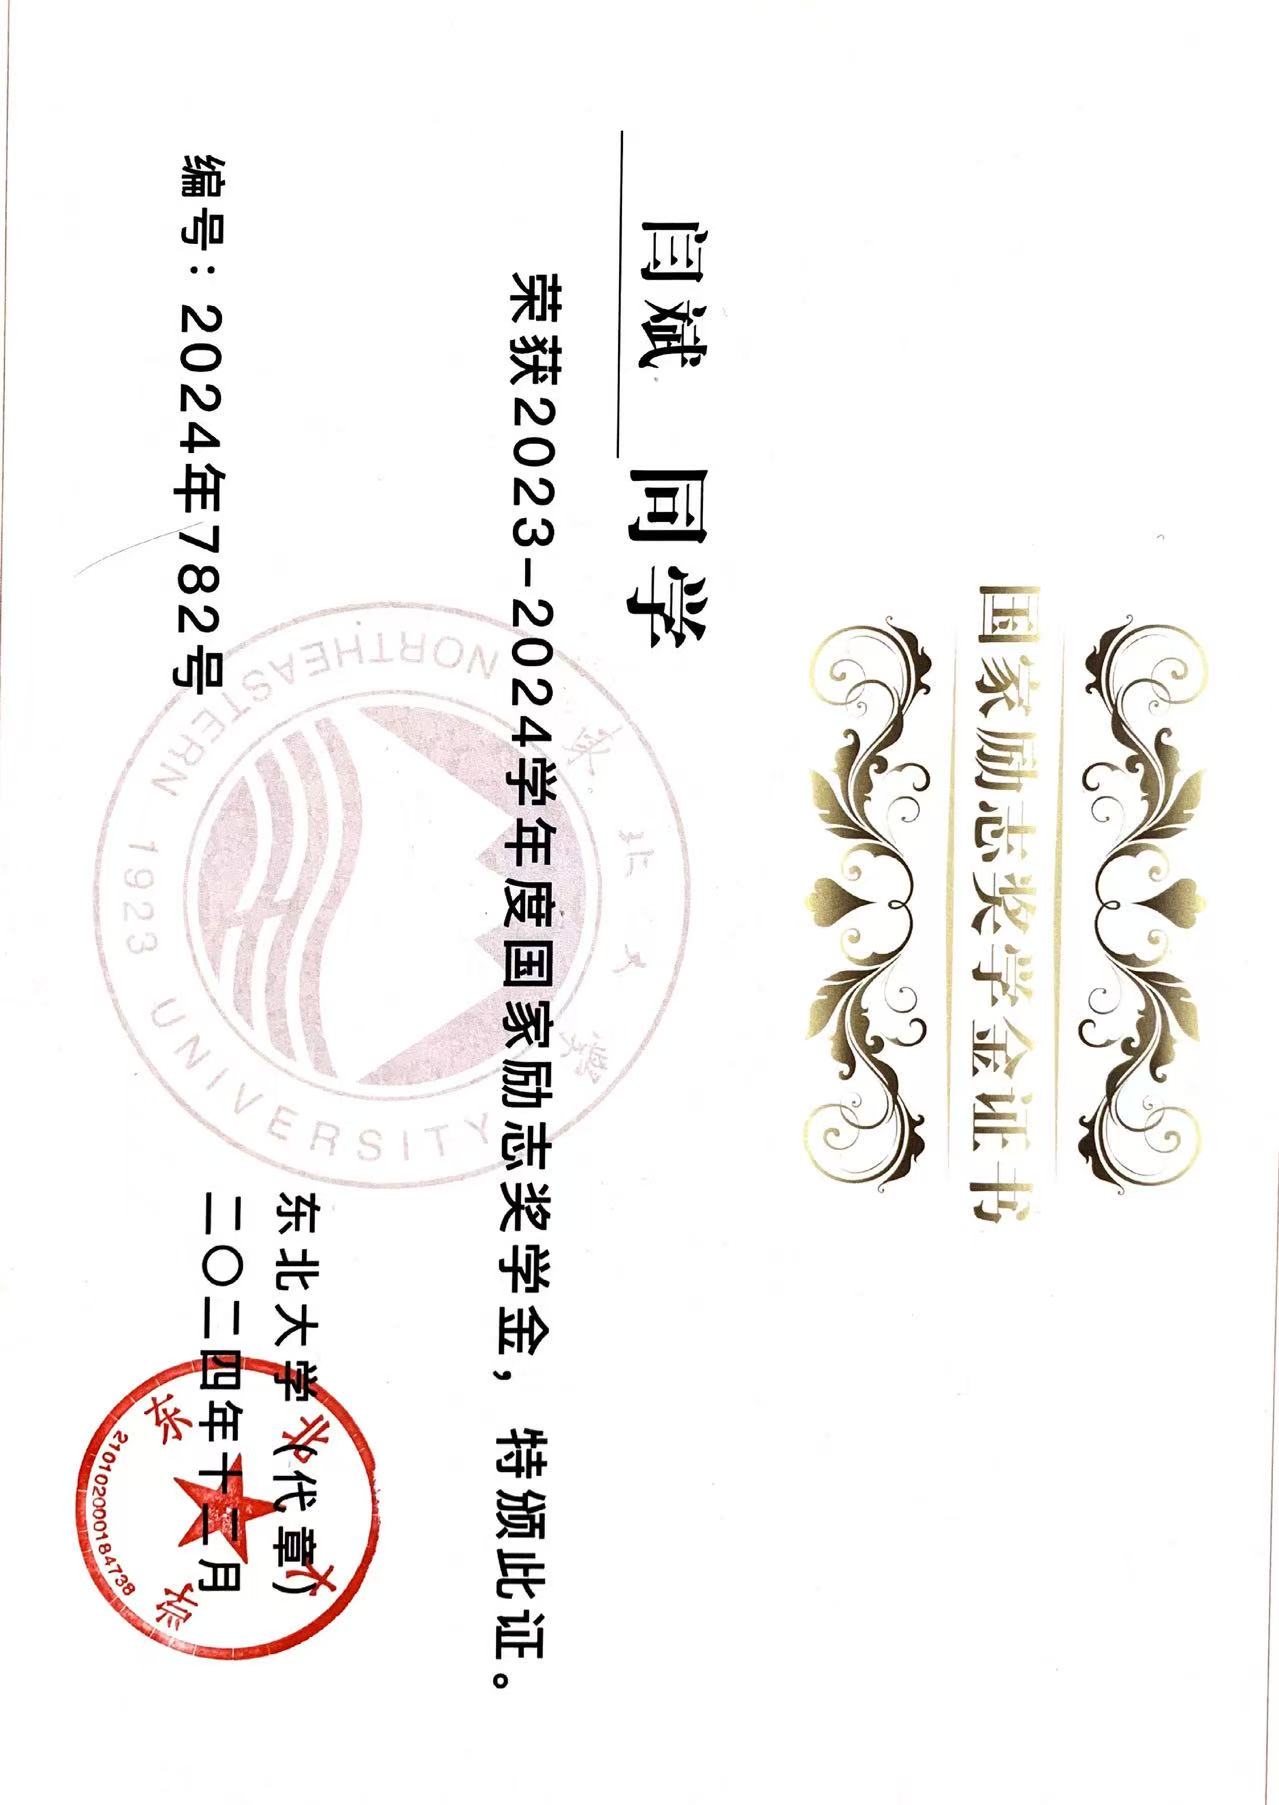 国家励志奖学金证书
闫斌 同学
荣获2023-2024学年度国家励志奖学金，特颁此证。
东北大学（代章）
二〇二四年十二月
编号：2024年782号
东北大学
NORTHEASTERN 1923 UNIVERSITY
东北大学
210102000184738